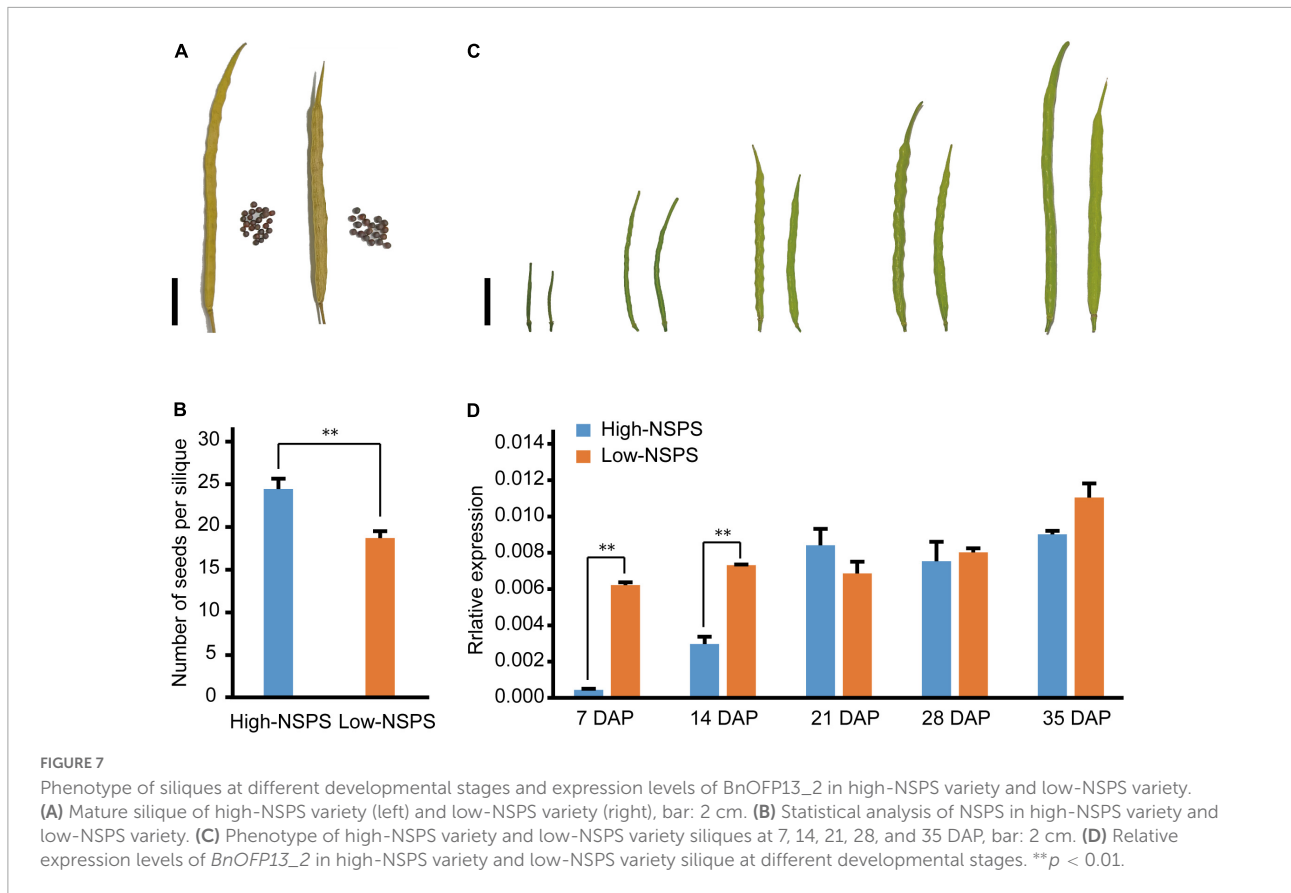 A
C
B
**
30
25
20
15
10
5
0
Number of seeds per silique
High-NSPS Low-NSPS
D
High-NSPS
Low-NSPS
0.014
0.012
0.010
0.008
0.006
0.004
0.002
0.000
Rrlative expression
**
**
7 DAP 14 DAP 21 DAP 28 DAP 35 DAP
FIGURE 7
Phenotype of siliques at different developmental stages and expression levels of BnOFP13_2 in high-NSPS variety and low-NSPS variety.
(A) Mature silique of high-NSPS variety (left) and low-NSPS variety (right), bar: 2 cm. (B) Statistical analysis of NSPS in high-NSPS variety and
low-NSPS variety. (C) Phenotype of high-NSPS variety and low-NSPS variety siliques at 7, 14, 21, 28, and 35 DAP, bar: 2 cm. (D) Relative
expression levels of BnOFP13_2 in high-NSPS variety and low-NSPS variety silique at different developmental stages. **p < 0.01.